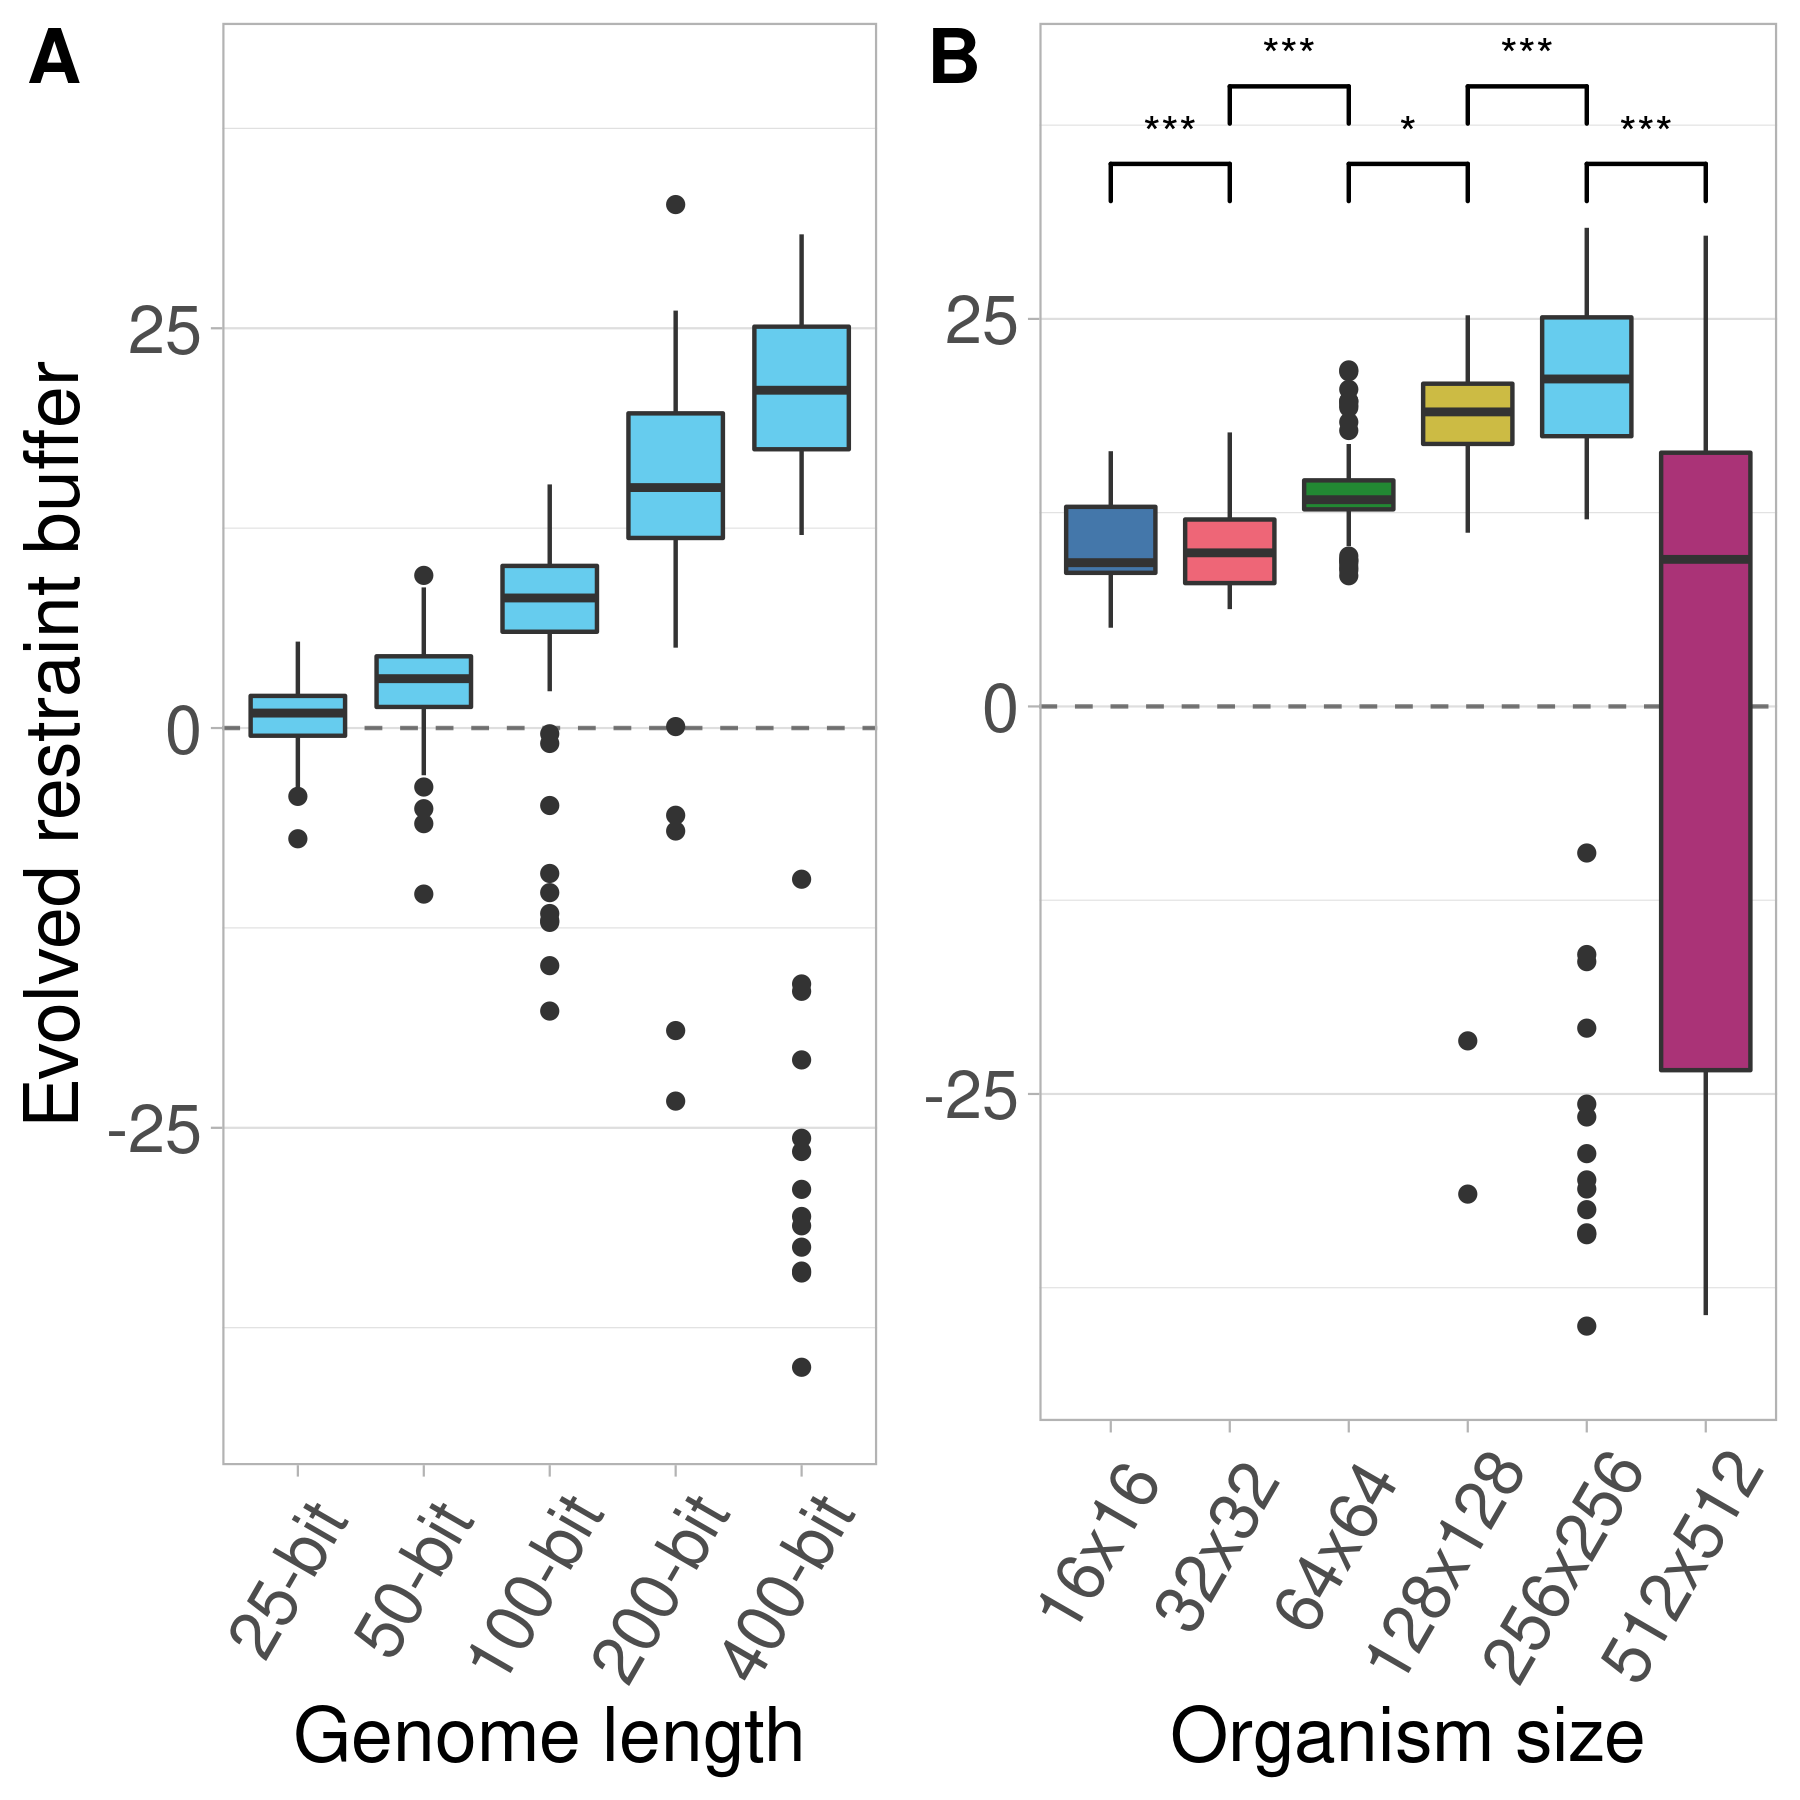 A
Evolved restraint buffer
25
0
-25
25-bit
50-bit
100-bit
200-bit
400-bit
Genome length
B
***
***
***
*
***
25
0
-25
16x16
32x32
64x64
128x128
256x256
512x512
Organism size